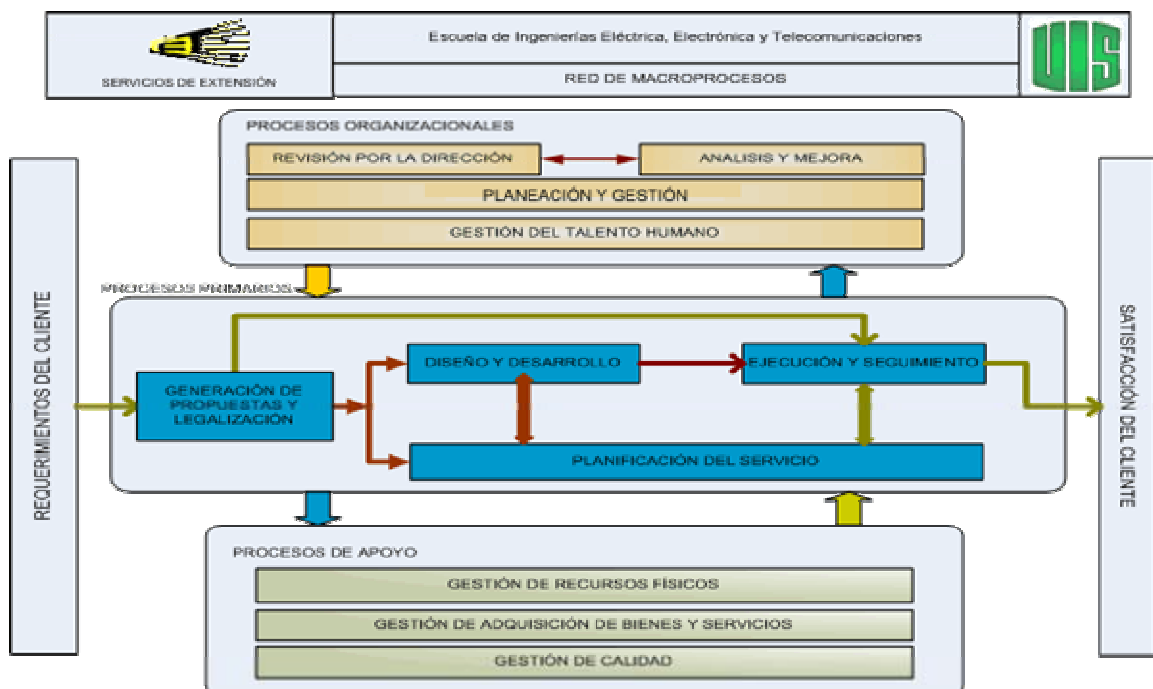 Escuela de Ingenierías Eléctrica, Electrónica y Telecomunicaciones
SERVICIOS DE EXTENSIÓN
RED DE MACROPROCESOS
UIS
PROCESOS ORGANIZACIONALES
REVISIÓN POR LA DIRECCIÓN
ANALISIS Y MEJORA
PLANEACIÓN Y GESTIÓN
GESTIÓN DEL TALENTO HUMANO
REQUERIMIENTOS DEL CLIENTE
PROCESOS PRIMARIOS
GENERACIÓN DE
PROPUESTAS Y
LEGALIZACIÓN
DISEÑO Y DESARROLLO
EJECUCIÓN Y SEGUIMIENTO
PLANIFICACIÓN DEL SERVICIO
SATISFACCIÓN DEL CLIENTE
PROCESOS DE APOYO
GESTIÓN DE RECURSOS FÍSICOS
GESTIÓN DE ADQUISICIÓN DE BIENES Y SERVICIOS
GESTIÓN DE CALIDAD